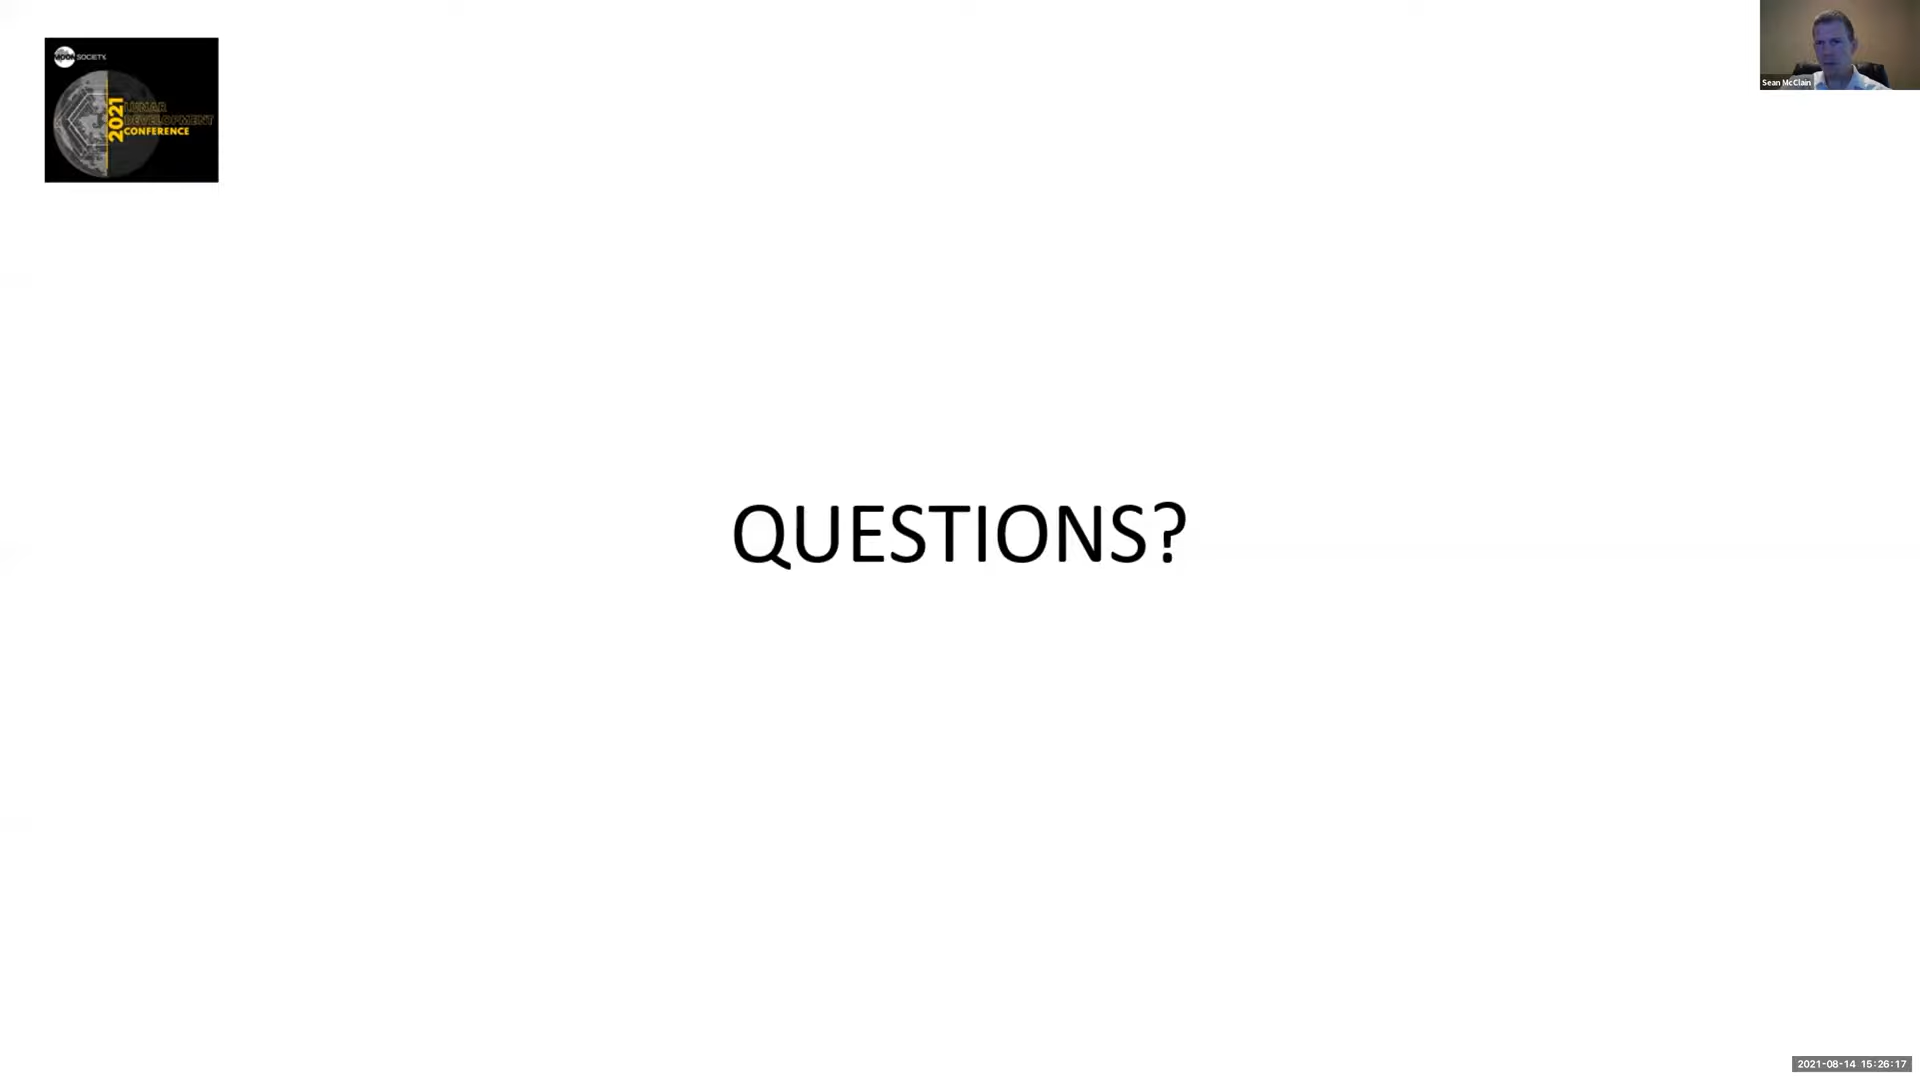 MOON SOCIETY
2021
LUNAR
DEVELOPMENT
CONFERENCE
Sean McClain
QUESTIONS?
2021-08-14 15:26:17